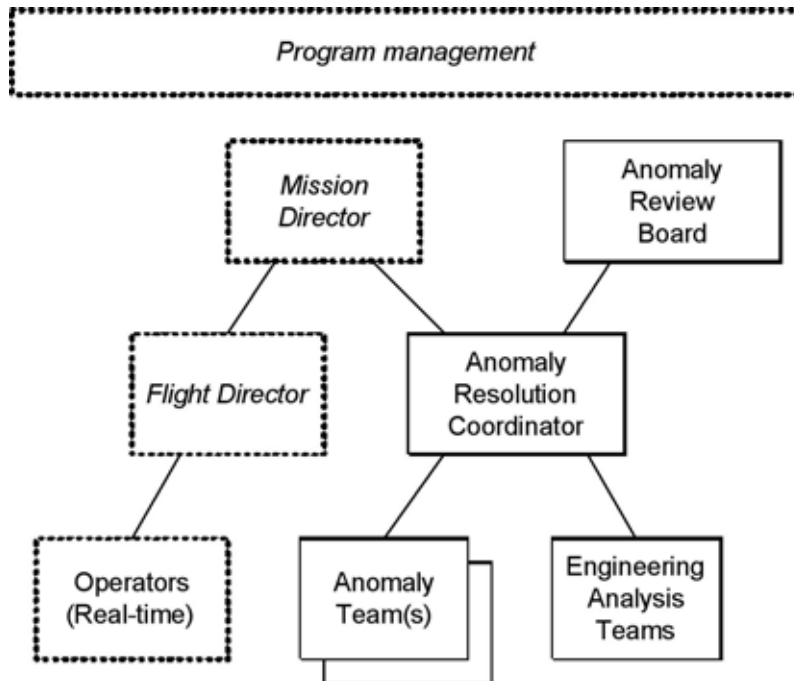 Program management
Mission
Director
Anomaly
Review
Board
Flight Director
Anomaly
Resolution
Coordinator
Operators
(Real-time)
Anomaly
Team(s)
Engineering
Analysis
Teams